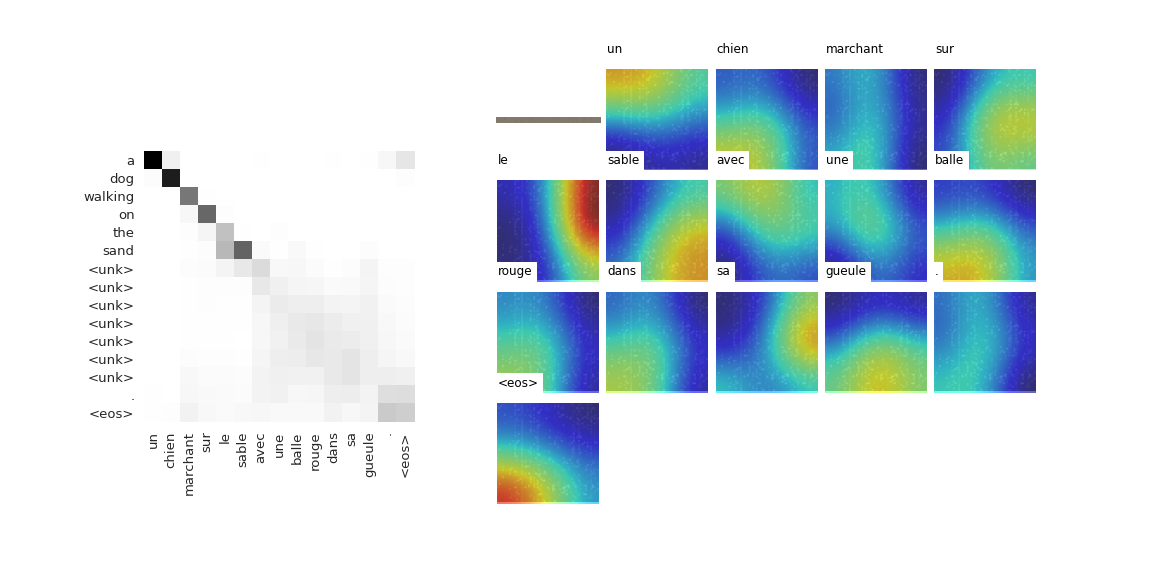 a
dog
walking
on
the
sand
<unk>
<unk>
<unk>
<unk>
<unk>
<unk>
<unk>
.
<eos>
un
chien
marchant
sur
le
sable
avec
une
balle
rouge
dans
sa
gueule
.
<eos>
un
chien
marchant
sur
le
sable
avec
une
balle
rouge
dans
sa
gueule
.
<eos>